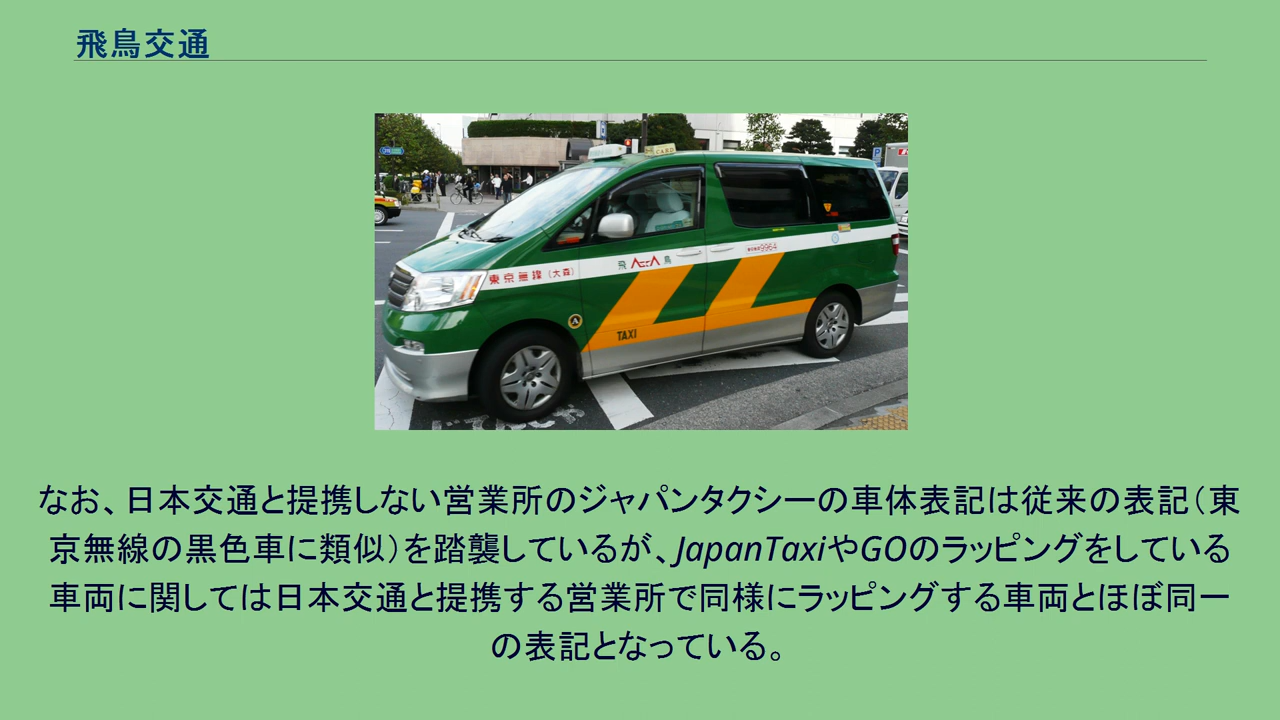 飛鳥交通
東京無線(大森)
飛 鳥
9964
TAXI
なお、日本交通と提携しない営業所のジャパンタクシーの車体表記は従来の表記(東
京無線の黒色車に類似)を踏襲しているが、JapanTaxiやGOのラッピングをしている
車両に関しては日本交通と提携する営業所で同様にラッピングする車両とほぼ同一
の表記となっている。